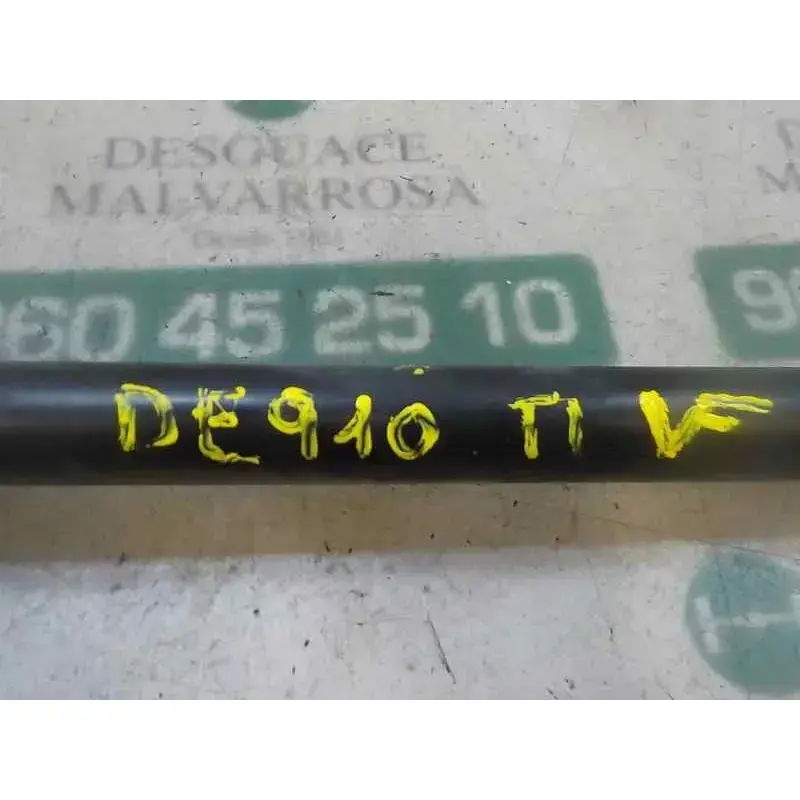 DESGUACE
MALVARROSA
960 45 25 10
DE910 TI VF